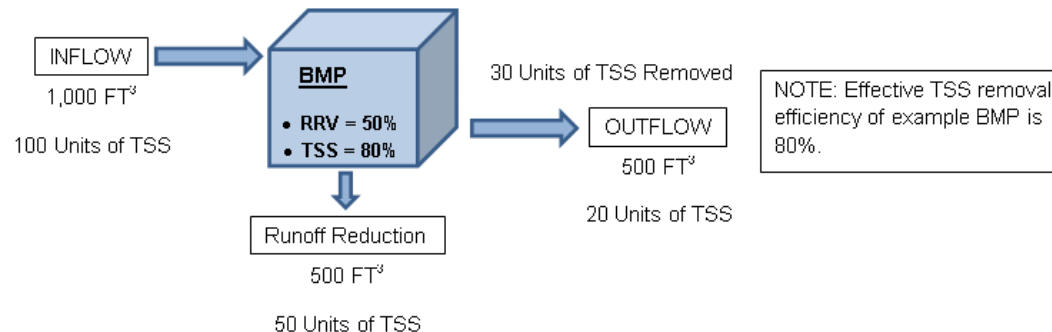 INFLOW
1,000 FT³
100 Units of TSS
BMP
• RRV = 50%
• TSS = 80%
Runoff Reduction
500 FT³
50 Units of TSS
30 Units of TSS Removed
OUTFLOW
500 FT³
20 Units of TSS
NOTE: Effective TSS removal
efficiency of example BMP is
80%.